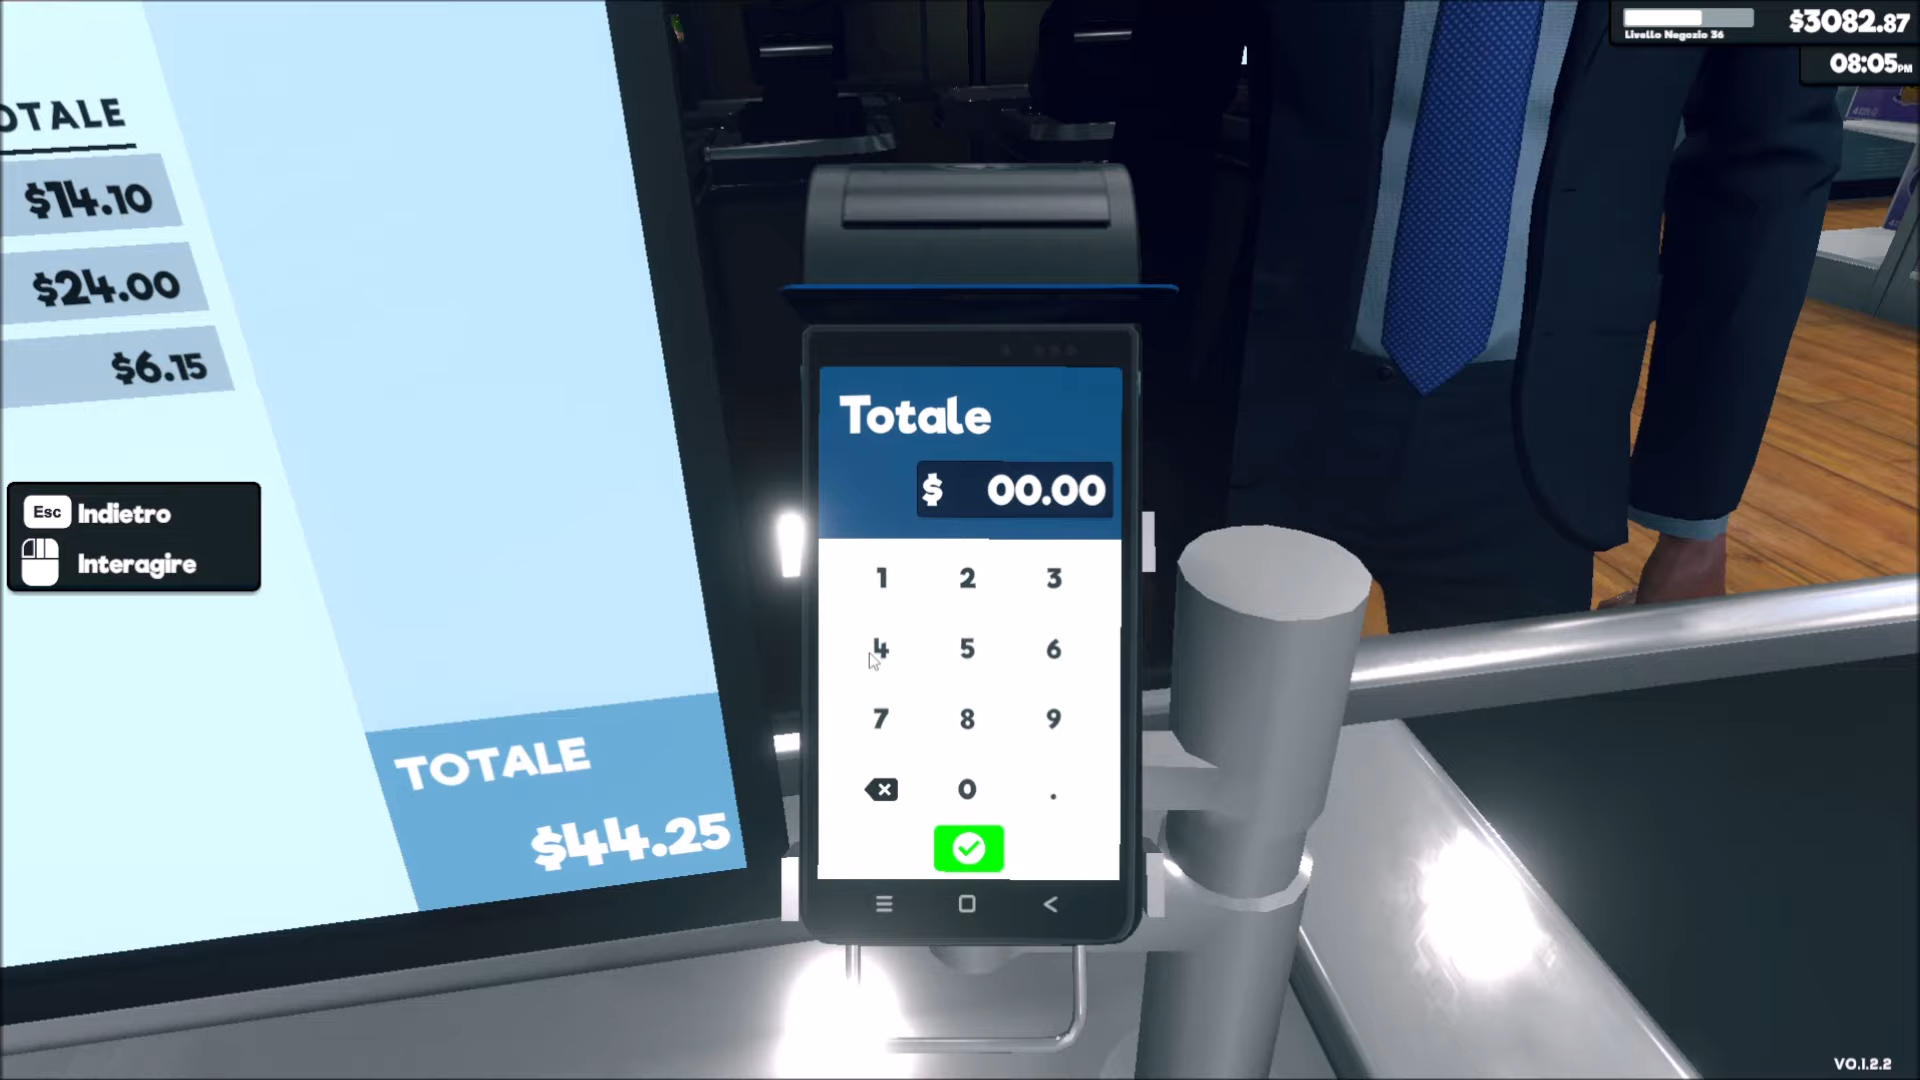 $3082.87
Livello Negozio 36
08:05PM
$14.10
$24.00
$6.15
Totale
$ 00.00
Esc Indietro
Interagire
1 2 3
4 5 6
7 8 9
0 .
TOTALE
$44.25
V0.1.2.2